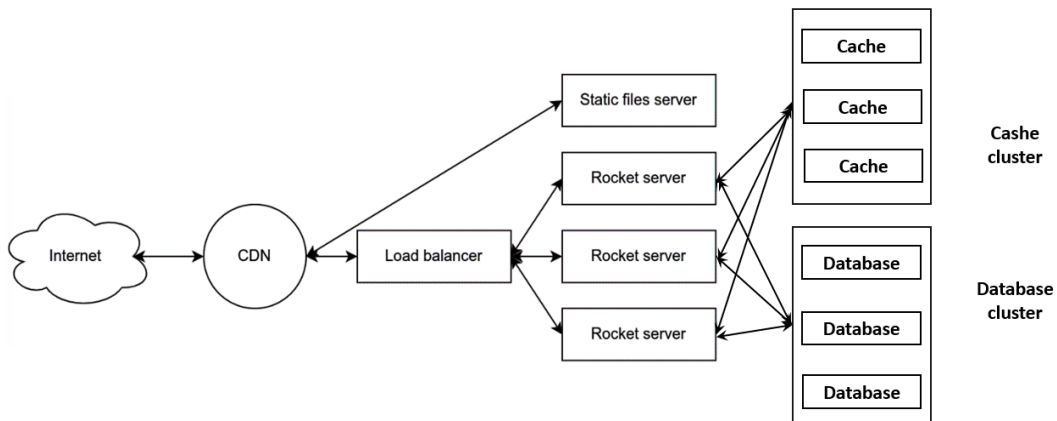 Internet
CDN
Load balancer
Static files server
Rocket server
Rocket server
Rocket server
Cache
Cache
Cache
Cashe
cluster
Database
Database
Database
Database
cluster